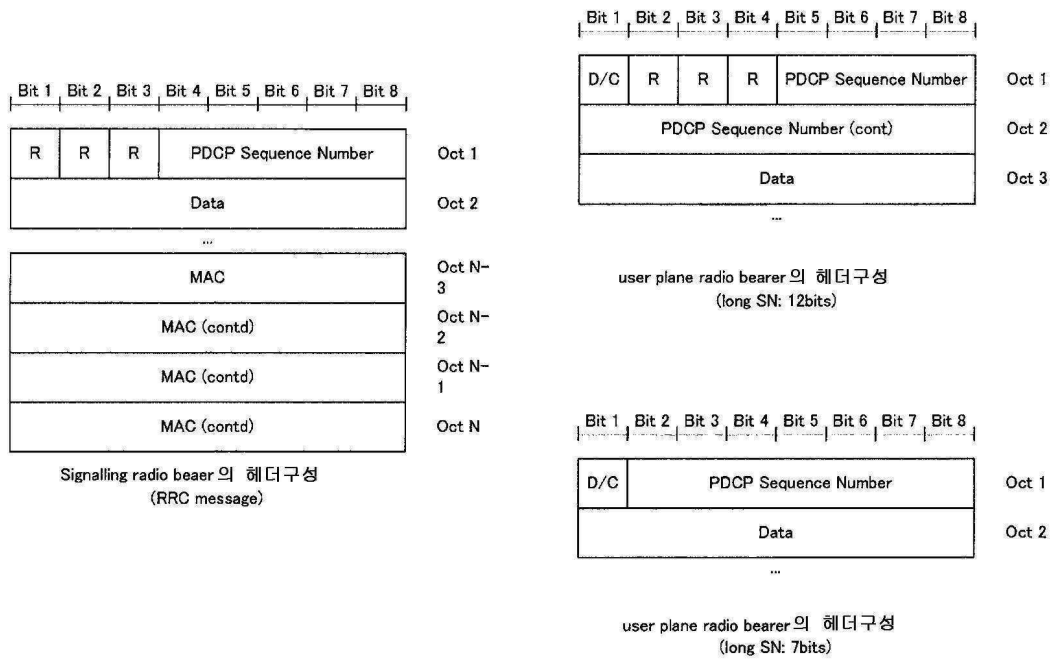 Bit 1 Bit 2 Bit 3 Bit 4 Bit 5 Bit 6 Bit 7 Bit 8
R R R PDCP Sequence Number Oct 1
Data Oct 2
...
MAC Oct N-
3
MAC (contd) Oct N-
2
MAC (contd) Oct N-
1
MAC (contd) Oct N
Signalling radio beaer의 헤더구성
(RRC message)
Bit 1 Bit 2 Bit 3 Bit 4 Bit 5 Bit 6 Bit 7 Bit 8
D/C R R R PDCP Sequence Number Oct 1
PDCP Sequence Number (cont) Oct 2
Data Oct 3
...
user plane radio bearer의 헤더구성
(long SN: 12bits)
Bit 1 Bit 2 Bit 3 Bit 4 Bit 5 Bit 6 Bit 7 Bit 8
D/C PDCP Sequence Number Oct 1
Data Oct 2
...
user plane radio bearer의 헤더구성
(long SN: 7bits)